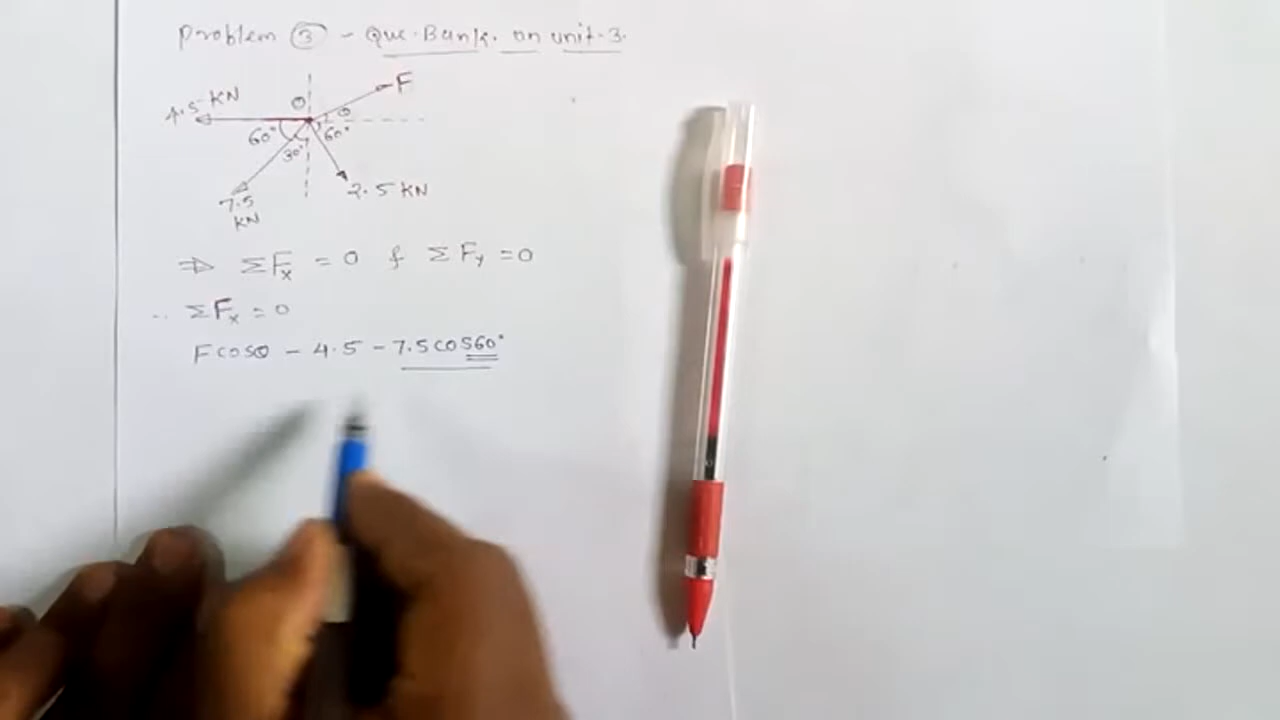 Problem ③ - Que. Bank. on unit-3.
F
4.5 KN
θ
θ
60°
60°
30°
2.5 KN
7.5
KN
⇒ ΣFx = 0 & ΣFy = 0
∴ ΣFx = 0
Fcosθ - 4.5 - 7.5cos60°